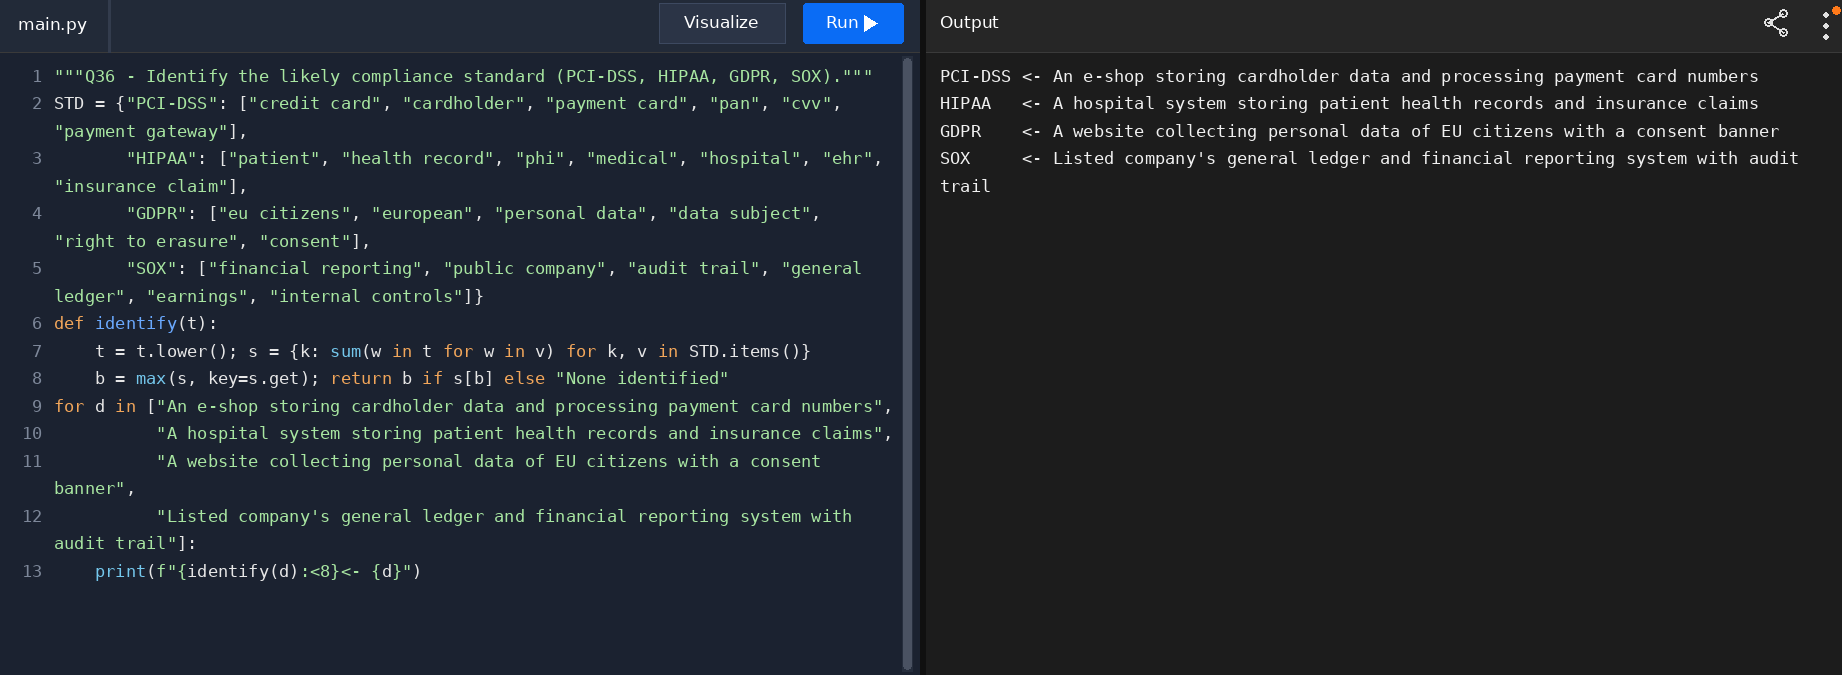 main.py
Visualize
Run
Output
1 """Q36 - Identify the likely compliance standard (PCI-DSS, HIPAA, GDPR, SOX)."""
2 STD = {"PCI-DSS": ["credit card", "cardholder", "payment card", "pan", "cvv",
"payment gateway"],
3        "HIPAA": ["patient", "health record", "phi", "medical", "hospital", "ehr",
"insurance claim"],
4        "GDPR": ["eu citizens", "european", "personal data", "data subject",
"right to erasure", "consent"],
5        "SOX": ["financial reporting", "public company", "audit trail", "general
ledger", "earnings", "internal controls"]}
6 def identify(t):
7     t = t.lower(); s = {k: sum(w in t for w in v) for k, v in STD.items()}
8     b = max(s, key=s.get); return b if s[b] else "None identified"
9 for d in ["An e-shop storing cardholder data and processing payment card numbers",
10           "A hospital system storing patient health records and insurance claims",
11           "A website collecting personal data of EU citizens with a consent
banner",
12           "Listed company's general ledger and financial reporting system with
audit trail"]:
13     print(f"{identify(d):<8}<- {d}")
PCI-DSS <- An e-shop storing cardholder data and processing payment card numbers
HIPAA   <- A hospital system storing patient health records and insurance claims
GDPR    <- A website collecting personal data of EU citizens with a consent banner
SOX     <- Listed company's general ledger and financial reporting system with audit
trail